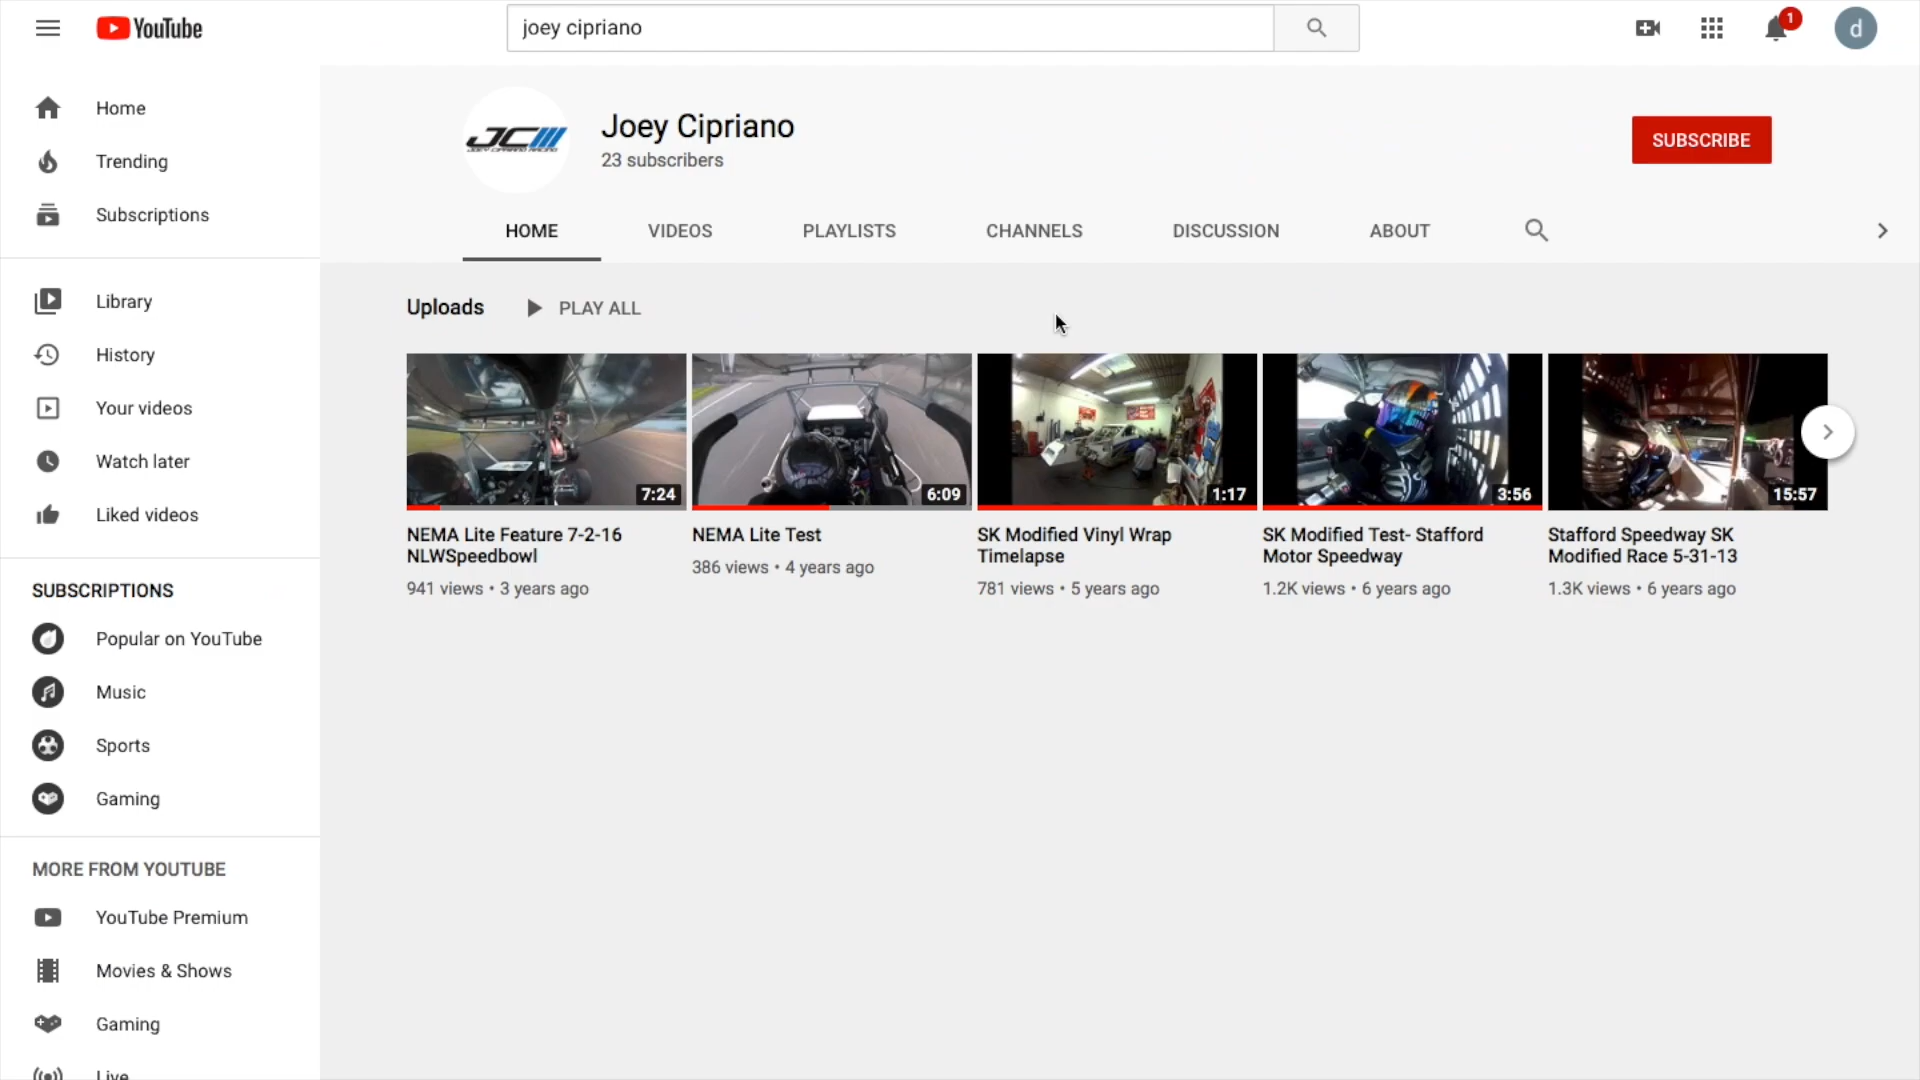 YouTube
joey cipriano
1
d
Home
Trending
Subscriptions
Library
History
Your videos
Watch later
Liked videos
SUBSCRIPTIONS
Popular on YouTube
Music
Sports
Gaming
MORE FROM YOUTUBE
YouTube Premium
Movies & Shows
Gaming
Live
JC
JOEY CIPRIANO RACING
Joey Cipriano
23 subscribers
SUBSCRIBE
HOME
VIDEOS
PLAYLISTS
CHANNELS
DISCUSSION
ABOUT
Uploads
PLAY ALL
7:24
NEMA Lite Feature 7-2-16
NLWSpeedbowl
941 views • 3 years ago
6:09
NEMA Lite Test
386 views • 4 years ago
1:17
SK Modified Vinyl Wrap
Timelapse
781 views • 5 years ago
3:56
SK Modified Test- Stafford
Motor Speedway
1.2K views • 6 years ago
15:57
Stafford Speedway SK
Modified Race 5-31-13
1.3K views • 6 years ago